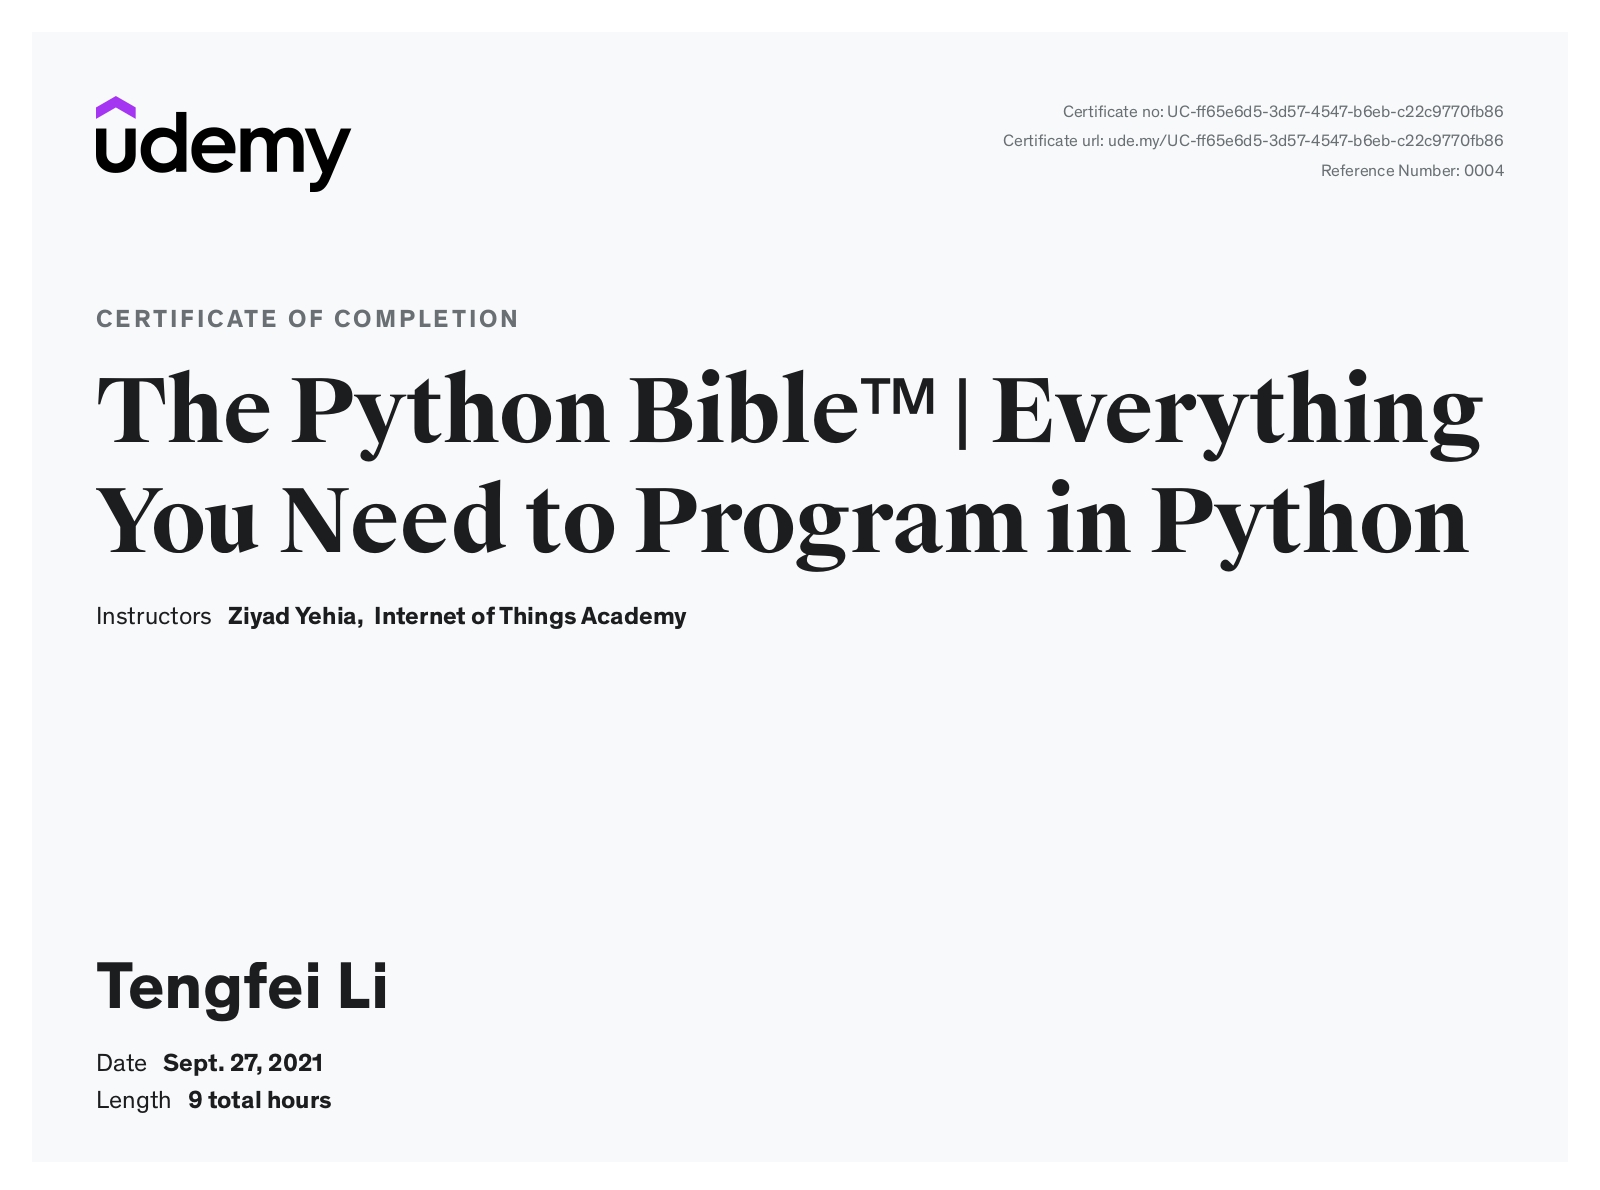 udemy
Certificate no: UC-ff65e6d5-3d57-4547-b6eb-c22c9770fb86
Certificate url: ude.my/UC-ff65e6d5-3d57-4547-b6eb-c22c9770fb86
Reference Number: 0004
CERTIFICATE OF COMPLETION
The Python Bible™ | Everything
You Need to Program in Python
Instructors Ziyad Yehia, Internet of Things Academy
Tengfei Li
Date Sept. 27, 2021
Length 9 total hours